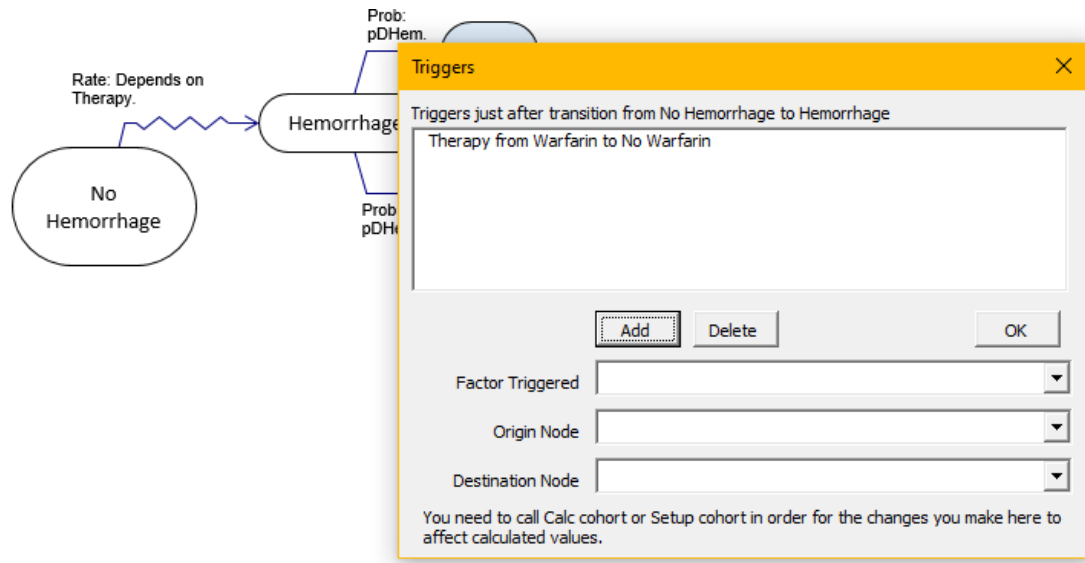 Prob:
pDHem.
Rate: Depends on
Therapy.
Hemorrhage
No
Hemorrhage
Prob
Triggers
Triggers just after transition from No Hemorrhage to Hemorrhage
Therapy from Warfarin to No Warfarin
Add
Delete
OK
Factor Triggered
Origin Node
Destination Node
You need to call Calc cohort or Setup cohort in order for the changes you make here to
affect calculated values.